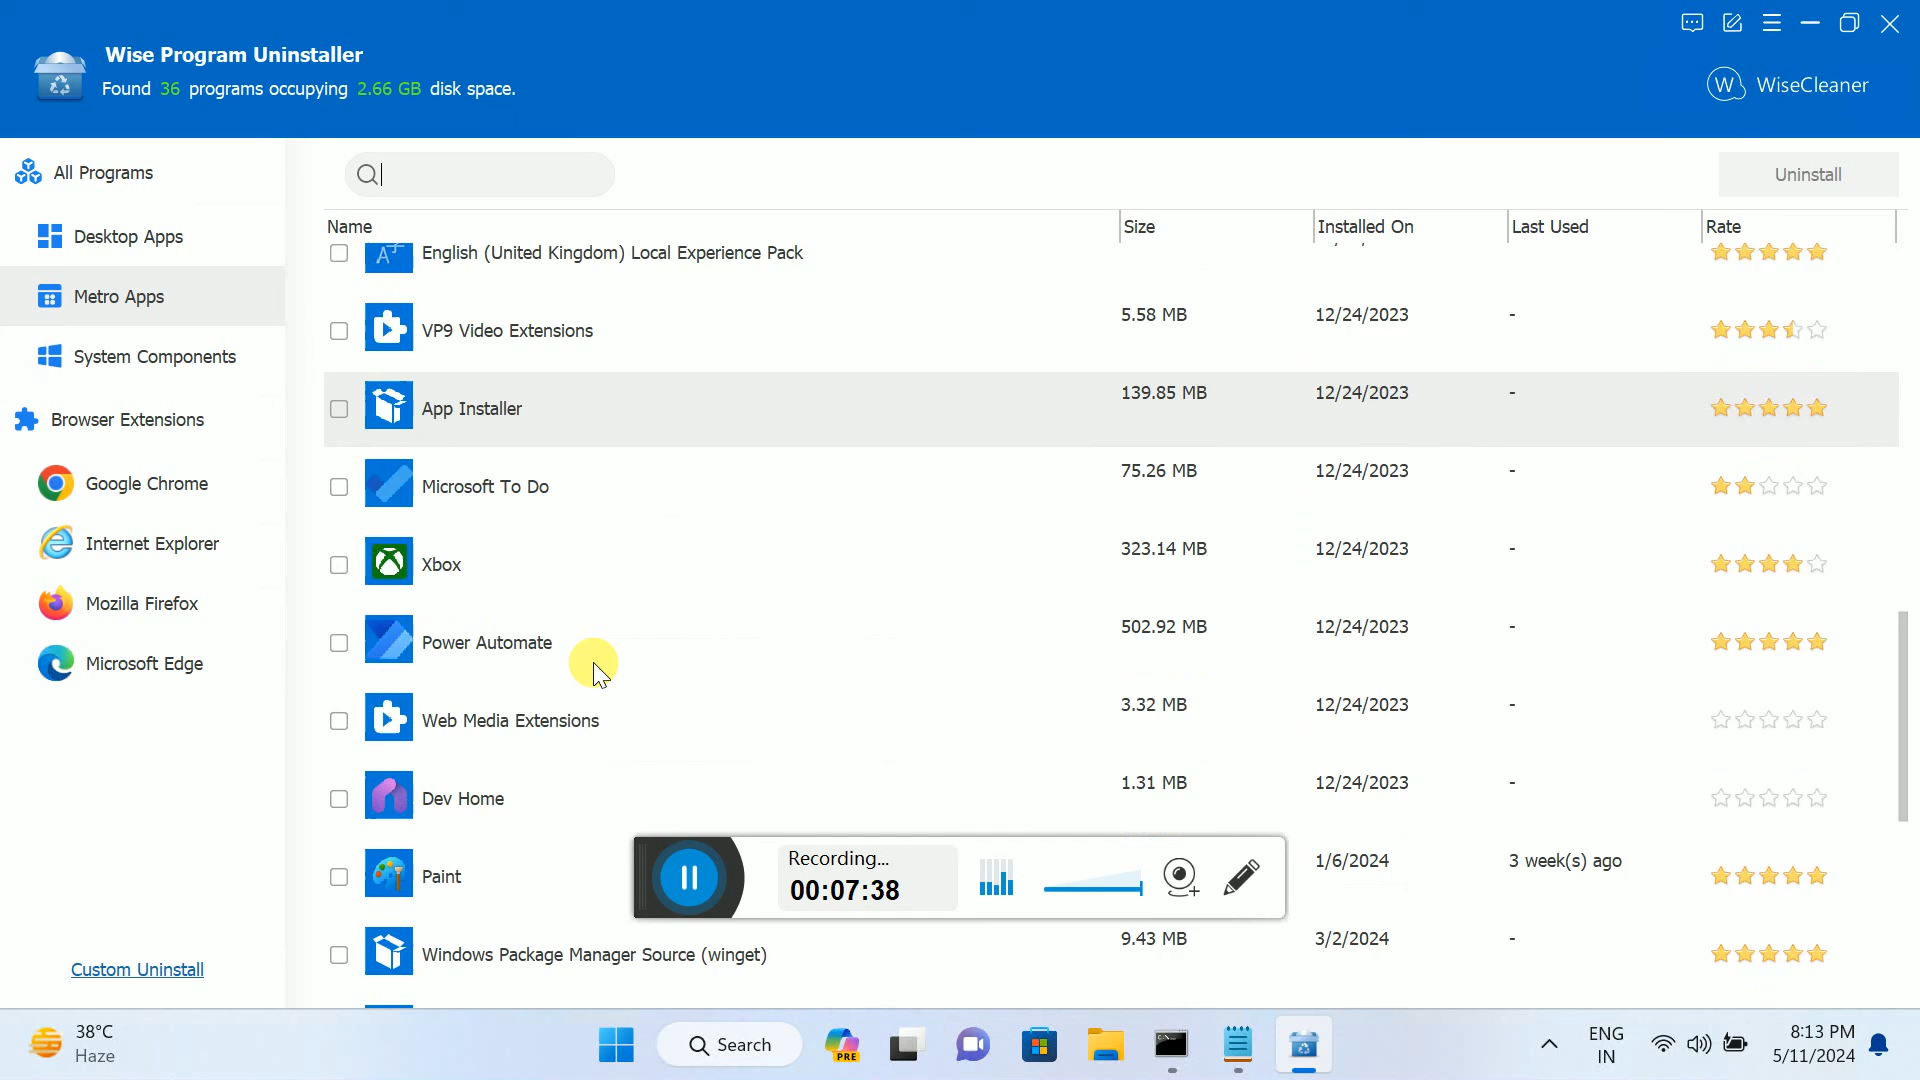 Wise Program Uninstaller
Found 36 programs occupying 2.66 GB disk space.
W WiseCleaner
All Programs
Desktop Apps
Metro Apps
System Components
Browser Extensions
Google Chrome
Internet Explorer
Mozilla Firefox
Microsoft Edge
Custom Uninstall
Uninstall
Name Size Installed On Last Used Rate
English (United Kingdom) Local Experience Pack
VP9 Video Extensions 5.58 MB 12/24/2023 -
App Installer 139.85 MB 12/24/2023 -
Microsoft To Do 75.26 MB 12/24/2023 -
Xbox 323.14 MB 12/24/2023 -
Power Automate 502.92 MB 12/24/2023 -
Web Media Extensions 3.32 MB 12/24/2023 -
Dev Home 1.31 MB 12/24/2023 -
Paint 1/6/2024 3 week(s) ago
Windows Package Manager Source (winget) 9.43 MB 3/2/2024 -
Recording...
00:07:38
38°C
Haze
Search
PRE
ENG
IN
8:13 PM
5/11/2024